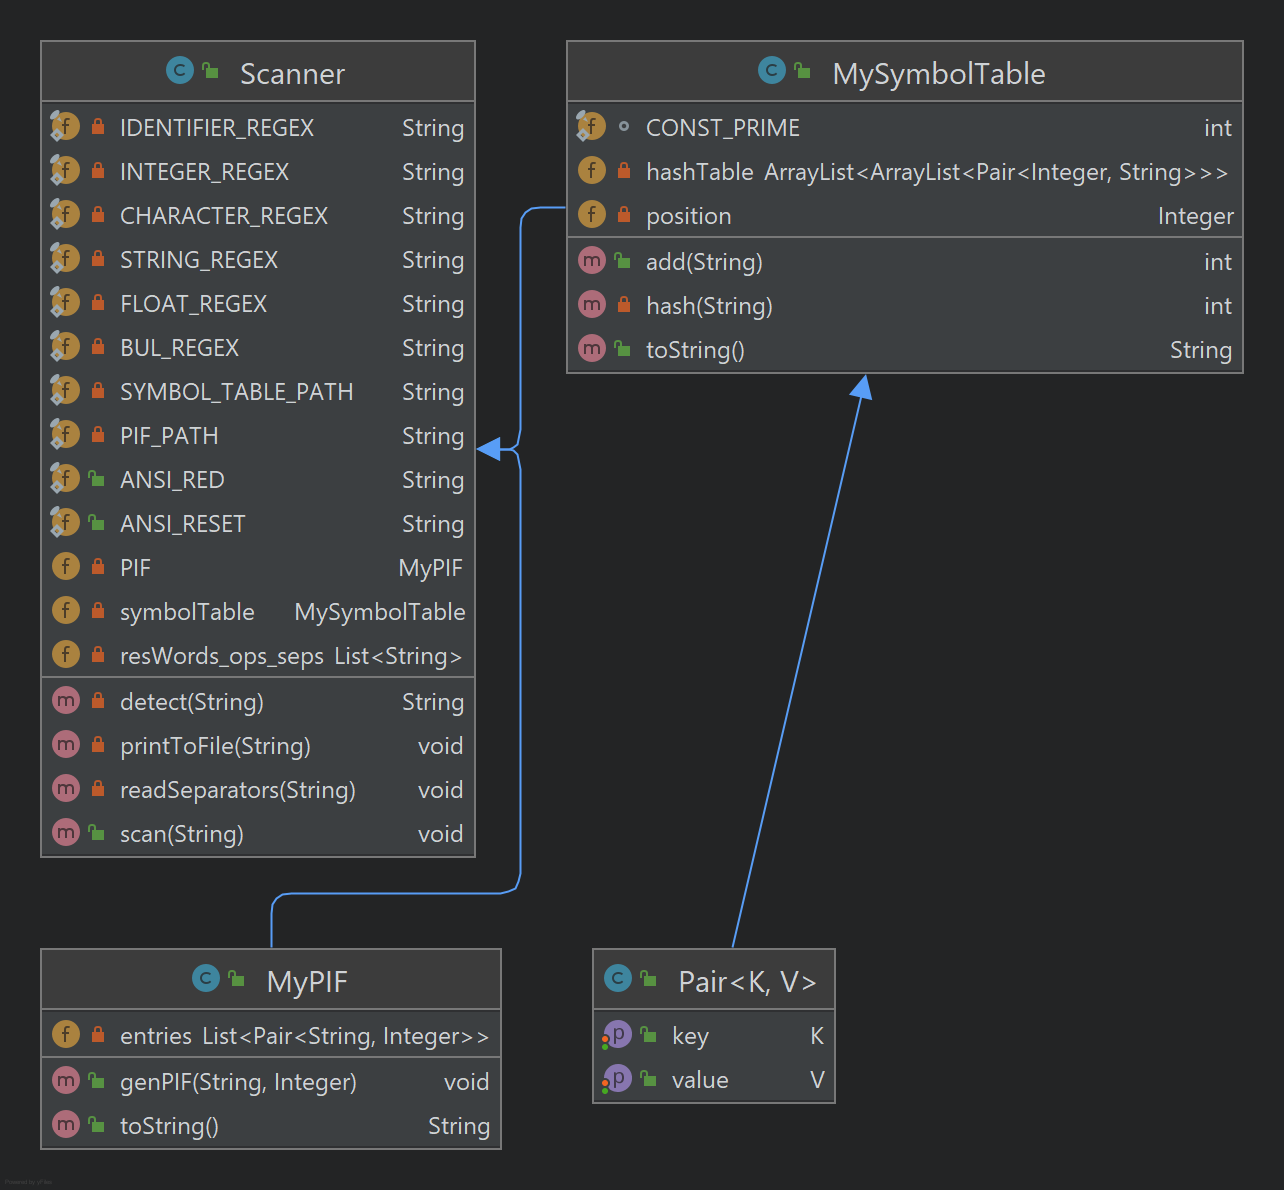 Scanner
IDENTIFIER_REGEX String
INTEGER_REGEX String
CHARACTER_REGEX String
STRING_REGEX String
FLOAT_REGEX String
BUL_REGEX String
SYMBOL_TABLE_PATH String
PIF_PATH String
ANSI_RED String
ANSI_RESET String
PIF MyPIF
symbolTable MySymbolTable
resWords_ops_seps List<String>
detect(String) String
printToFile(String) void
readSeparators(String) void
scan(String) void
MySymbolTable
CONST_PRIME int
hashTable ArrayList<ArrayList<Pair<Integer, String>>>
position Integer
add(String) int
hash(String) int
toString() String
MyPIF
entries List<Pair<String, Integer>>
genPIF(String, Integer) void
toString() String
Pair<K, V>
key K
value V
Powered by yFiles